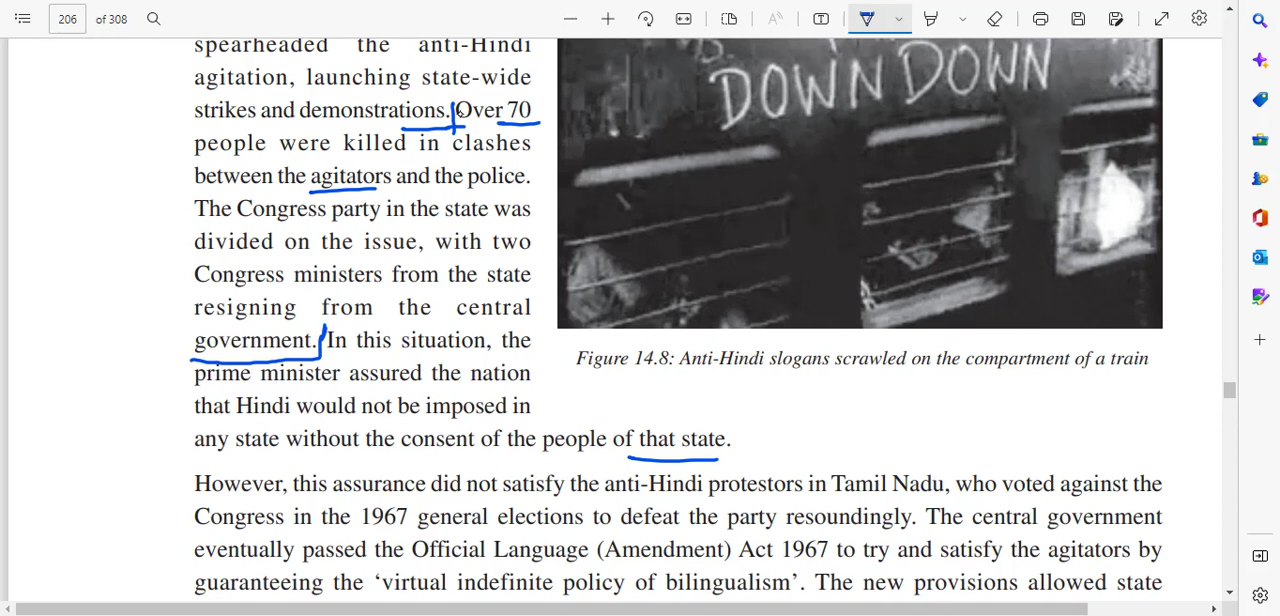 206 of 308
spearheaded the anti-Hindi
agitation, launching state-wide
strikes and demonstrations. Over 70
people were killed in clashes
between the agitators and the police.
The Congress party in the state was
divided on the issue, with two
Congress ministers from the state
resigning from the central
government. In this situation, the
prime minister assured the nation
that Hindi would not be imposed in
any state without the consent of the people of that state.
DOWN DOWN
Figure 14.8: Anti-Hindi slogans scrawled on the compartment of a train
However, this assurance did not satisfy the anti-Hindi protestors in Tamil Nadu, who voted against the
Congress in the 1967 general elections to defeat the party resoundingly. The central government
eventually passed the Official Language (Amendment) Act 1967 to try and satisfy the agitators by
guaranteeing the ‘virtual indefinite policy of bilingualism’. The new provisions allowed state